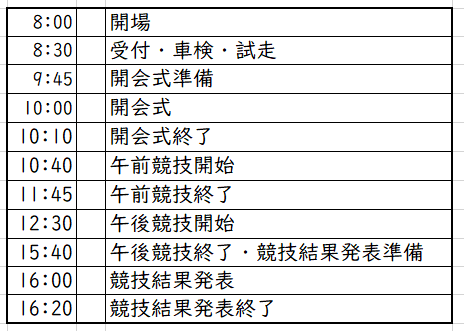 8:00 開場
8:30 受付・車検・試走
9:45 開会式準備
10:00 開会式
10:10 開会式終了
10:40 午前競技開始
11:45 午前競技終了
12:30 午後競技開始
15:40 午後競技終了・競技結果発表準備
16:00 競技結果発表
16:20 競技結果発表終了